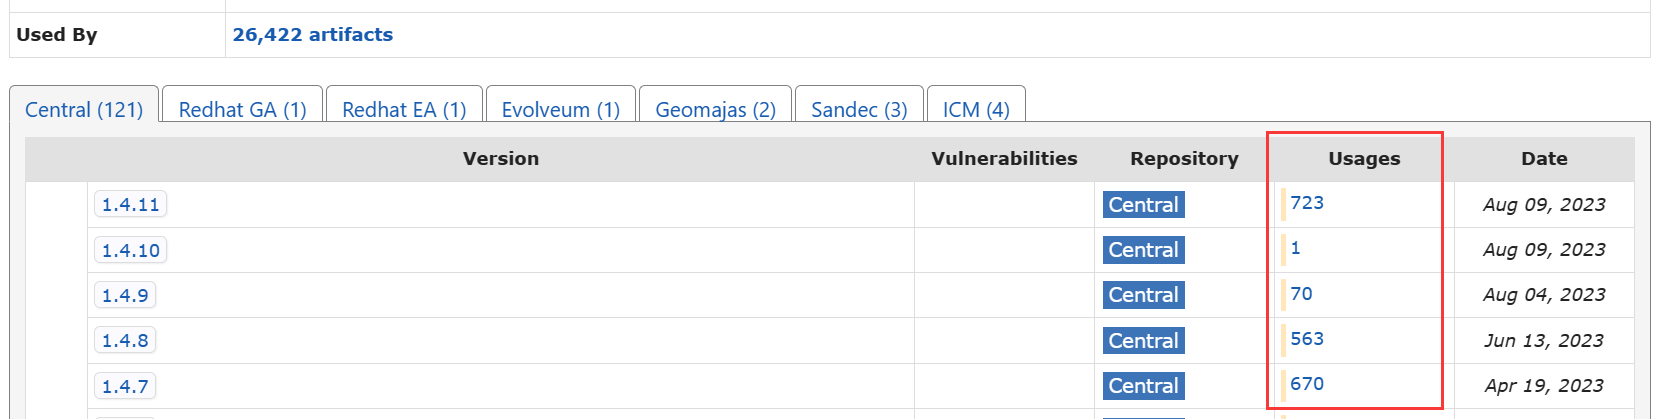 Used By 26,422 artifacts
Central (121) Redhat GA (1) Redhat EA (1) Evolveum (1) Geomajas (2) Sandec (3) ICM (4)
Version Vulnerabilities Repository Usages Date
1.4.11 Central 723 Aug 09, 2023
1.4.10 Central 1 Aug 09, 2023
1.4.9 Central 70 Aug 04, 2023
1.4.8 Central 563 Jun 13, 2023
1.4.7 Central 670 Apr 19, 2023